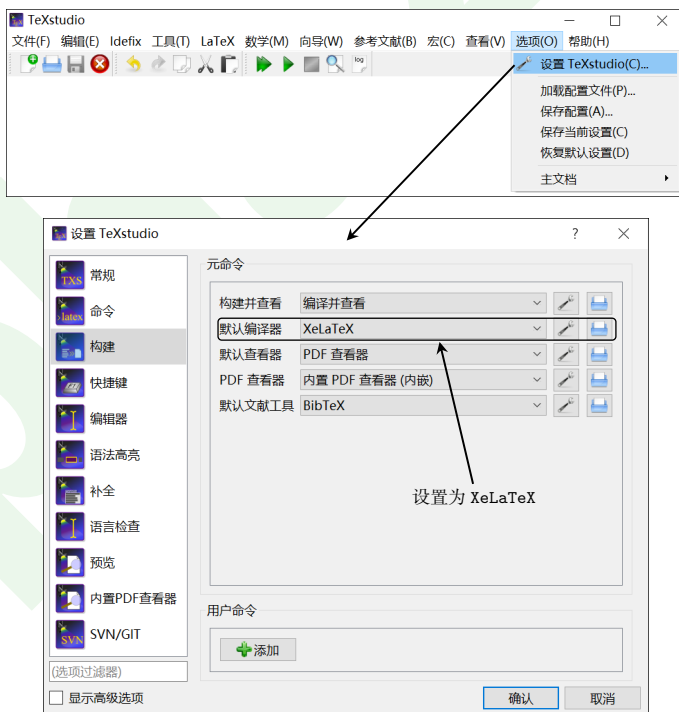 TeXstudio
文件(F) 编辑(E) Idefix 工具(T) LaTeX 数学(M) 向导(W) 参考文献(B) 宏(C) 查看(V) 选项(O) 帮助(H)
log
设置 TeXstudio(C)...
加载配置文件(P)...
保存配置(A)...
保存当前设置(C)
恢复默认设置(D)
主文档
设置 TeXstudio
?
TXS 常规
>latex 命令
构建
快捷键
编辑器
语法高亮
补全
语言检查
预览
内置PDF查看器
SVN SVN/GIT
(选项过滤器)
显示高级选项
元命令
构建并查看 编译并查看
默认编译器 XeLaTeX
默认查看器 PDF 查看器
PDF 查看器 内置 PDF 查看器 (内嵌)
默认文献工具 BibTeX
设置为 XeLaTeX
用户命令
添加
确认 取消